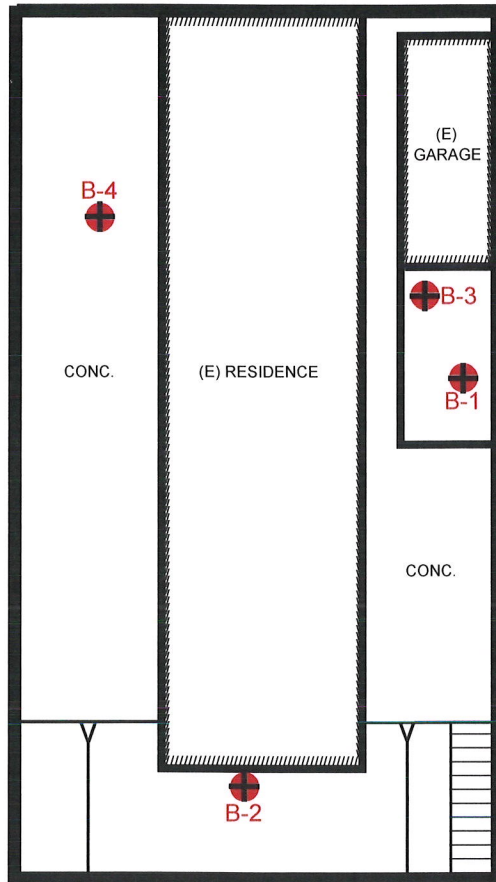 (E)
GARAGE
B-4
B-3
CONC.
(E) RESIDENCE
B-1
CONC.
B-2